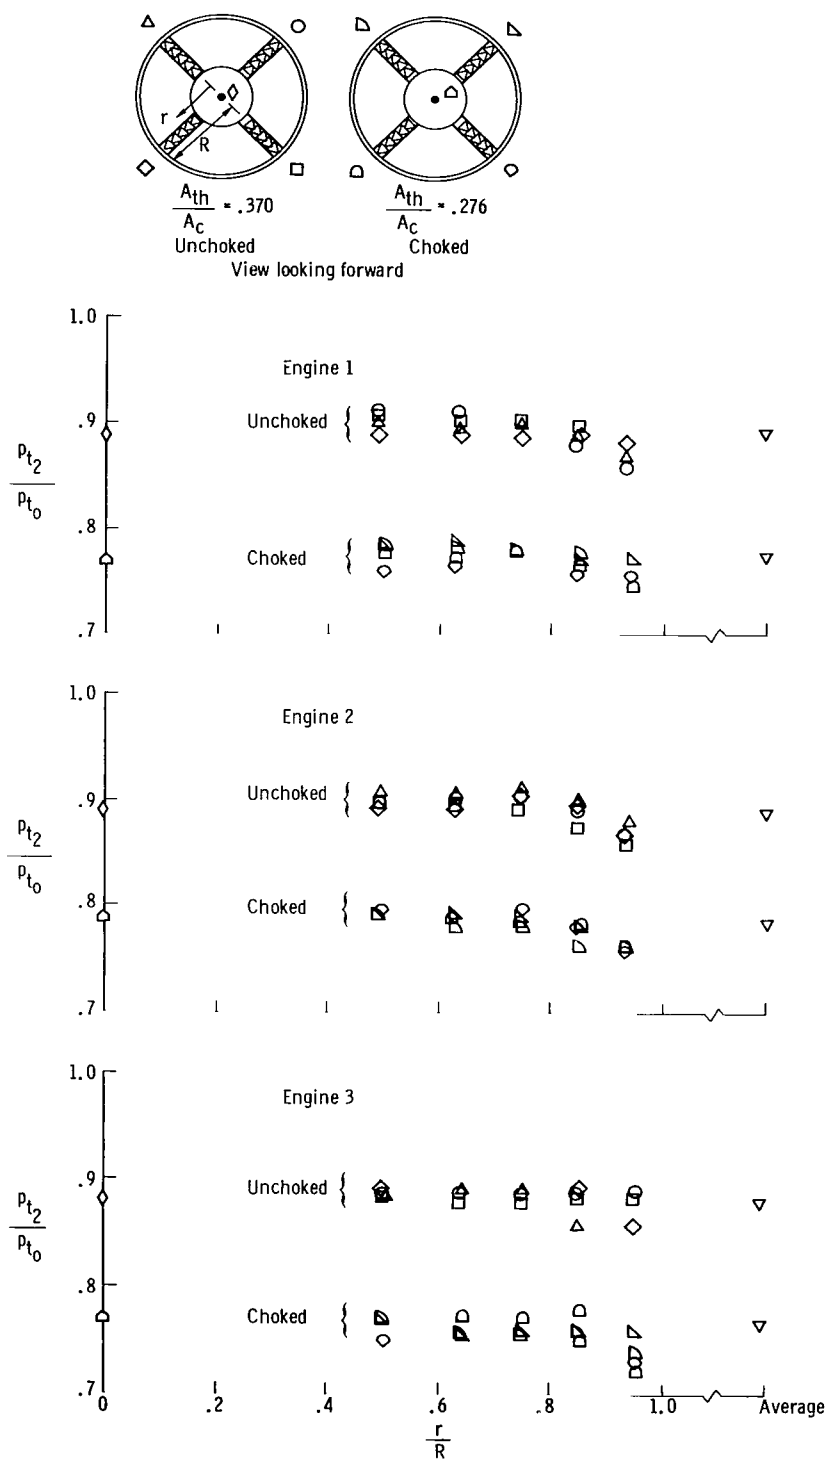 r
R
A_th / A_c = .370
Unchoked
A_th / A_c = .276
Choked
View looking forward
1.0
Engine 1
Unchoked
.9
p_t2 / p_t0
.8
Choked
.7
1.0
Engine 2
Unchoked
.9
p_t2 / p_t0
.8
Choked
.7
1.0
Engine 3
Unchoked
.9
p_t2 / p_t0
.8
Choked
.7
0 .2 .4 .6 .8 1.0 Average
r / R